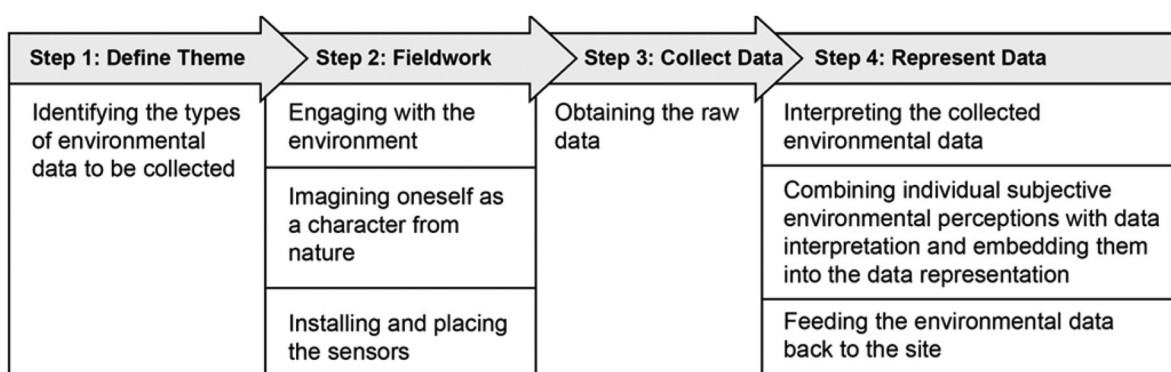 Step 1: Define Theme
Identifying the types
of environmental
data to be collected
Step 2: Fieldwork
Engaging with the
environment
Imagining oneself as
a character from
nature
Installing and placing
the sensors
Step 3: Collect Data
Obtaining the raw
data
Step 4: Represent Data
Interpreting the collected
environmental data
Combining individual subjective
environmental perceptions with data
interpretation and embedding them
into the data representation
Feeding the environmental data
back to the site